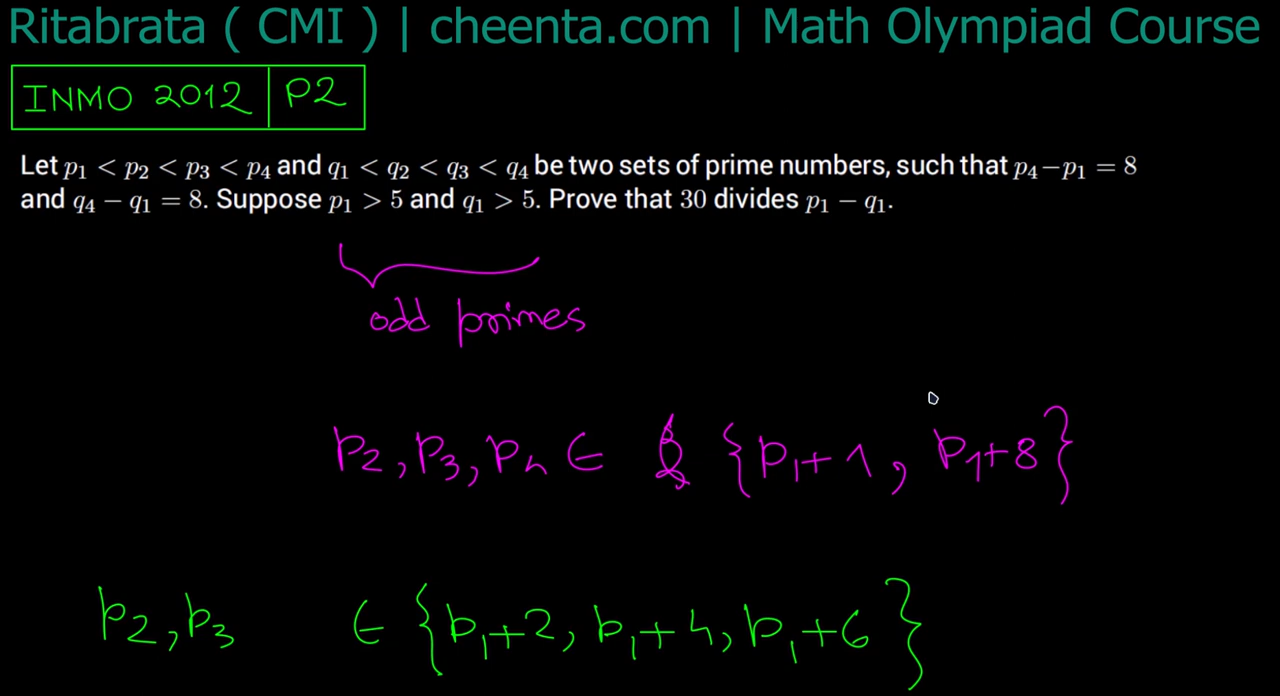 Ritabrata ( CMI ) | cheenta.com | Math Olympiad Course
INMO 2012 | P2
Let p₁ < p₂ < p₃ < p₄ and q₁ < q₂ < q₃ < q₄ be two sets of prime numbers, such that p₄−p₁ = 8
and q₄ − q₁ = 8. Suppose p₁ > 5 and q₁ > 5. Prove that 30 divides p₁ − q₁.
odd primes
p₂, p₃, p₄ ∈ {p₁+1, p₁+8}
p₂, p₃ ∈ {p₁+2, p₁+4, p₁+6}